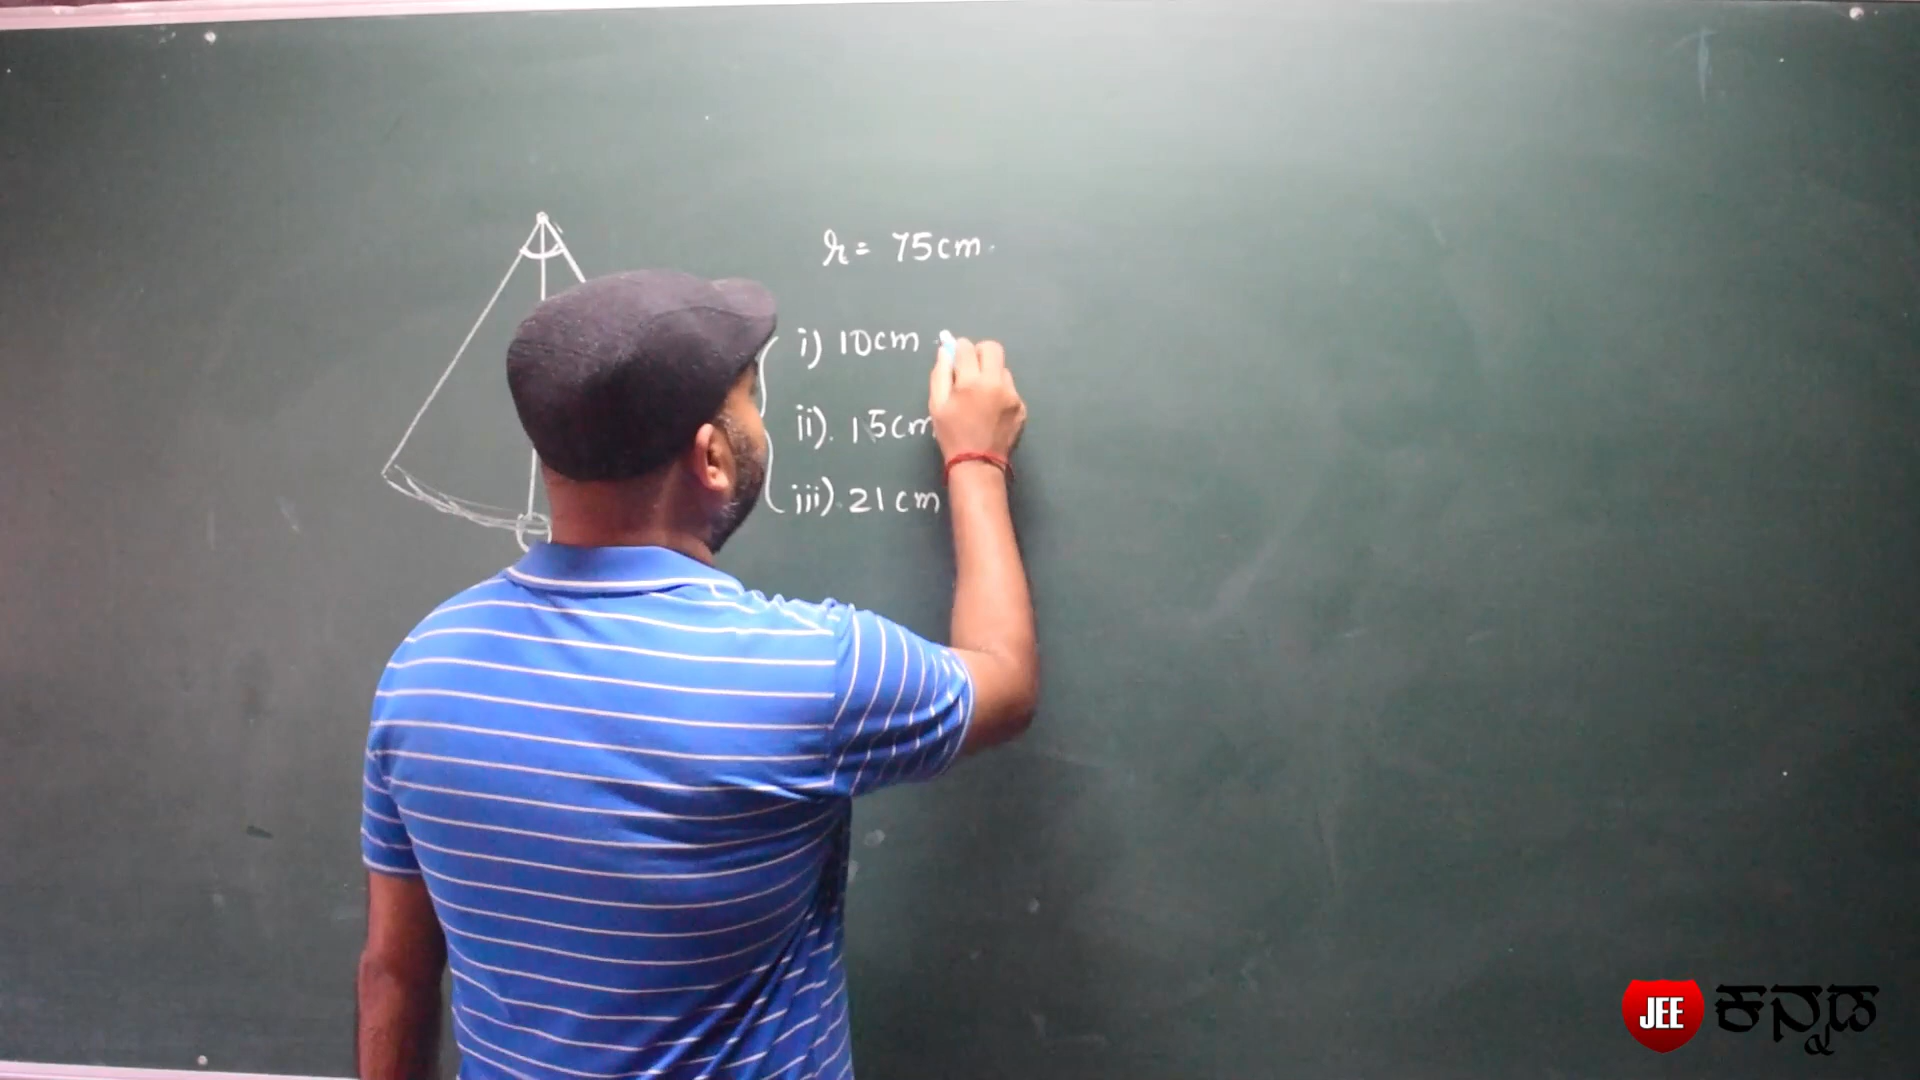 r = 75cm.
i) 10cm
ii). 15cm
iii). 21cm
JEE ಕನ್ನಡ